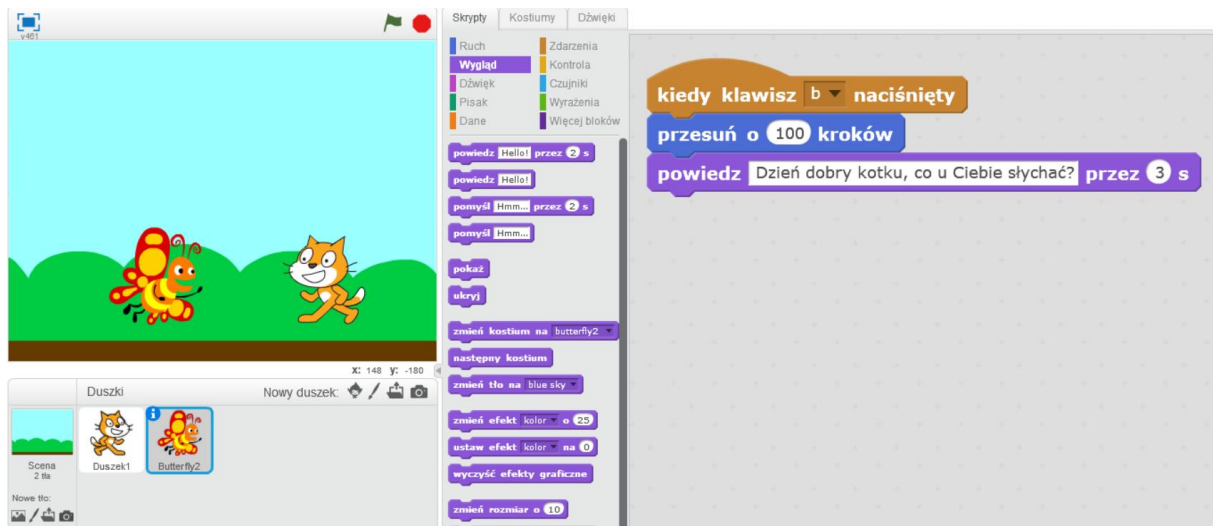 v461
x: 148 y: -180
Duszki
Nowy duszek:
Scena
2 tła
Nowe tło:
Duszek1
Butterfly2
Skrypty
Kostiumy
Dźwięki
Ruch
Wygląd
Dźwięk
Pisak
Dane
Zdarzenia
Kontrola
Czujniki
Wyrażenia
Więcej bloków
powiedz Hello! przez 2 s
powiedz Hello!
pomyśl Hmm... przez 2 s
pomyśl Hmm...
pokaż
ukryj
zmień kostium na butterfly2
następny kostium
zmień tło na blue sky
zmień efekt kolor o 25
ustaw efekt kolor na 0
wyczyść efekty graficzne
zmień rozmiar o 10
kiedy klawisz b naciśnięty
przesuń o 100 kroków
powiedz Dzień dobry kotku, co u Ciebie słychać? przez 3 s